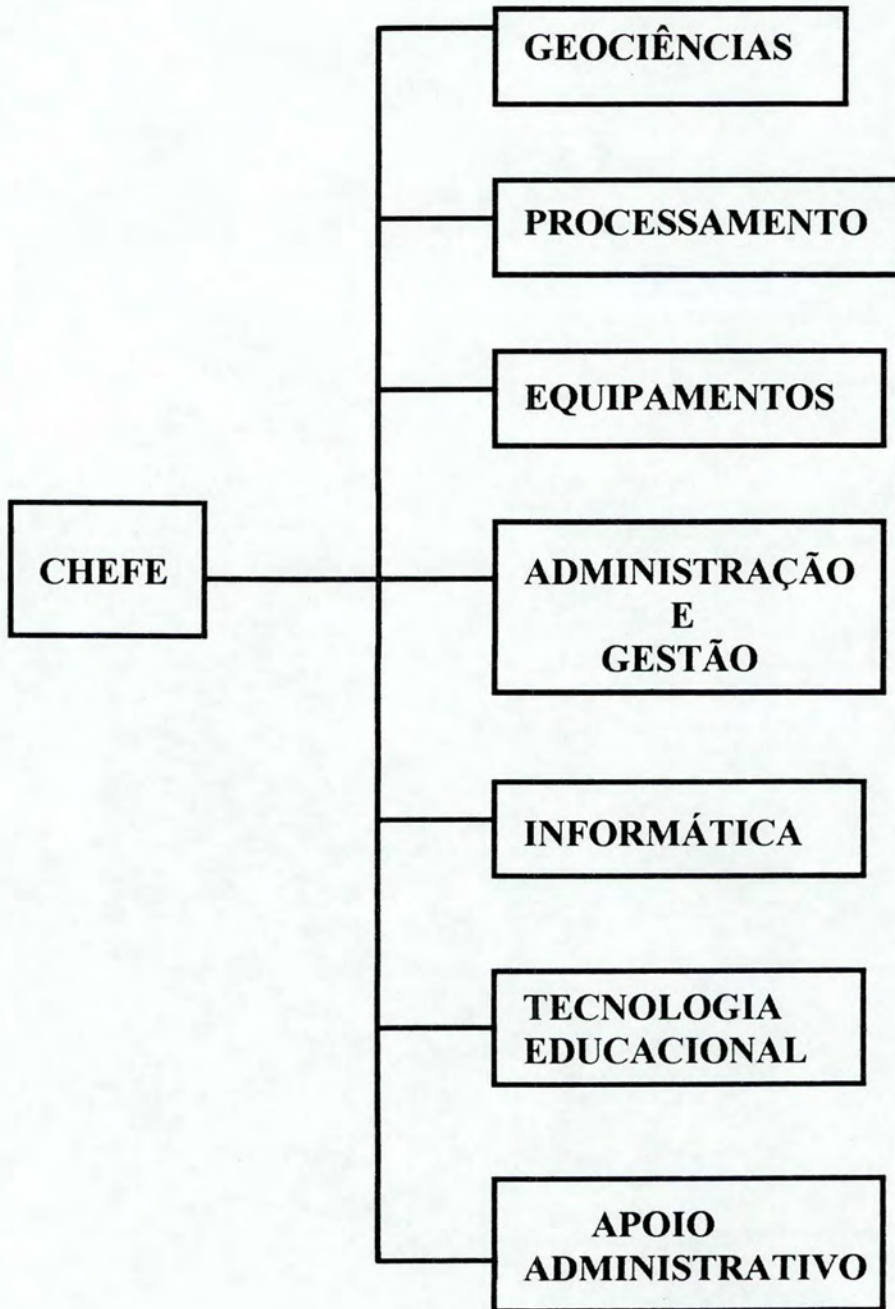 GEOCIÊNCIAS
PROCESSAMENTO
EQUIPAMENTOS
CHEFE
ADMINISTRAÇÃO
E
GESTÃO
INFORMÁTICA
TECNOLOGIA
EDUCACIONAL
APOIO
ADMINISTRATIVO